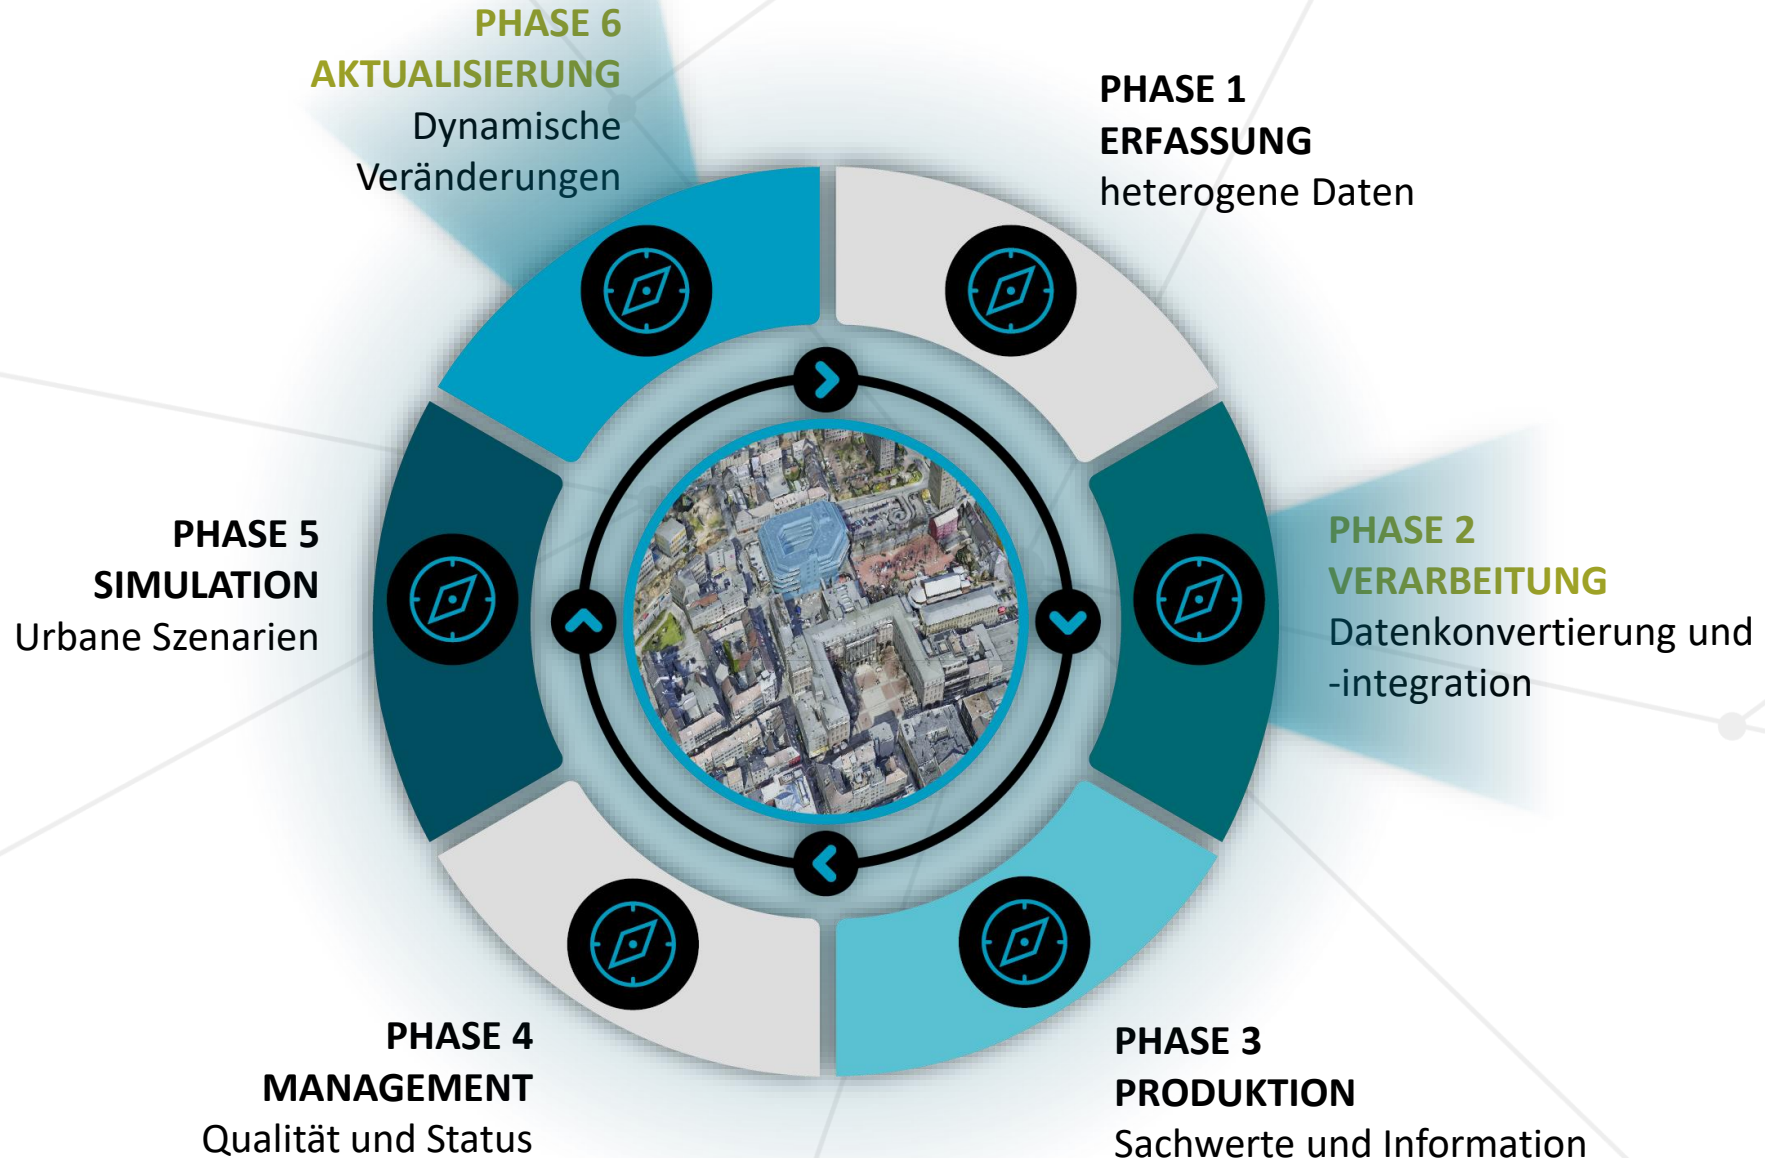 PHASE 6
AKTUALISIERUNG
Dynamische
Veränderungen
PHASE 1
ERFASSUNG
heterogene Daten
PHASE 2
VERARBEITUNG
Datenkonvertierung und
-integration
PHASE 3
PRODUKTION
Sachwerte und Information
PHASE 4
MANAGEMENT
Qualität und Status
PHASE 5
SIMULATION
Urbane Szenarien